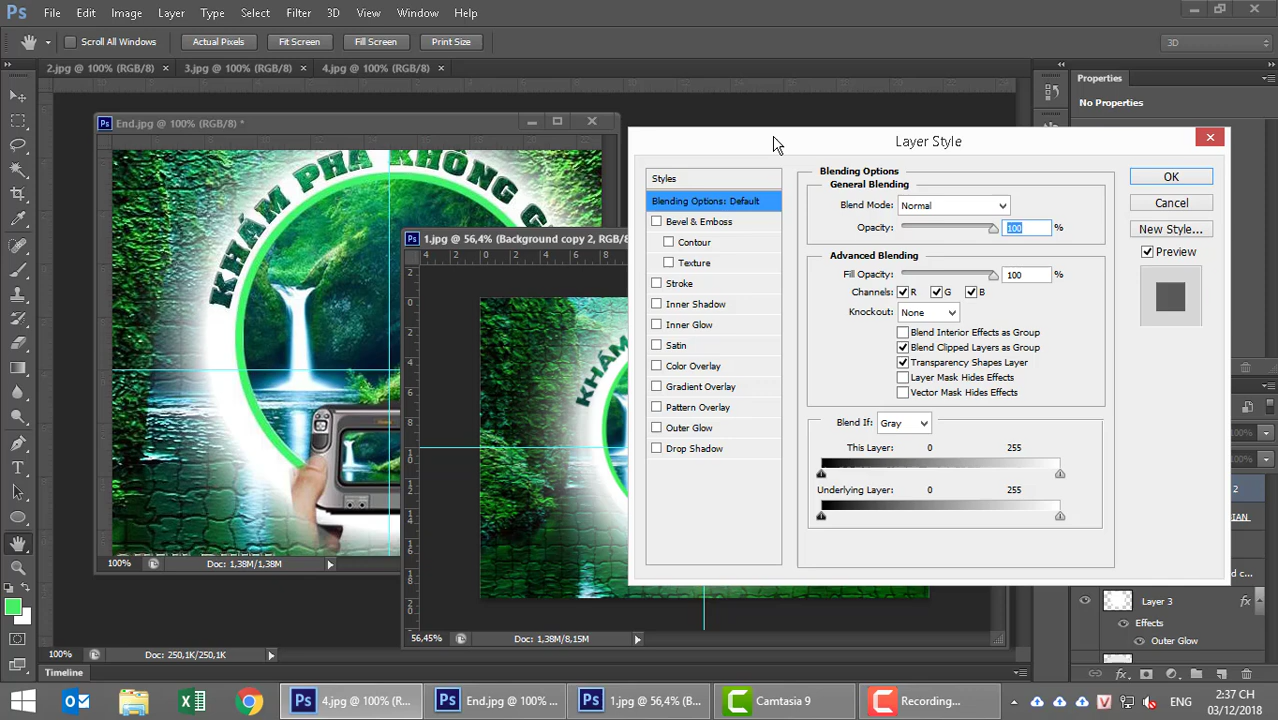 Ps File Edit Image Layer Type Select Filter 3D View Window Help
Scroll All Windows Actual Pixels Fit Screen Fill Screen Print Size 3D
2.jpg @ 100% (RGB/8) × 3.jpg @ 100% (RGB/8) × 4.jpg @ 100% (RGB/8) ×
Properties
No Properties
End.jpg @ 100% (RGB/8) *
KHÁM PHÁ KHÔNG G
1.jpg @ 56,4% (Background copy 2, RGB/8
KHÁM
100% Doc: 1,38M/1,38M
56,45% Doc: 1,38M/8,15M
Layer Style
Styles
Blending Options: Default
Bevel & Emboss
Contour
Texture
Stroke
Inner Shadow
Inner Glow
Satin
Color Overlay
Gradient Overlay
Pattern Overlay
Outer Glow
Drop Shadow
Blending Options
General Blending
Blend Mode: Normal
Opacity: 100 %
Advanced Blending
Fill Opacity: 100 %
Channels: R G B
Knockout: None
Blend Interior Effects as Group
Blend Clipped Layers as Group
Transparency Shapes Layer
Layer Mask Hides Effects
Vector Mask Hides Effects
Blend If: Gray
This Layer: 0 255
Underlying Layer: 0 255
OK
Cancel
New Style...
Preview
100%
100%
2
IAN
d c...
Layer 3 fx
Effects
Outer Glow
100% Doc: 250,1K/250,1K
Timeline
4.jpg @ 100% (R... End.jpg @ 100% ... 1.jpg @ 56,4% (B... Camtasia 9 Recording...
2:37 CH
03/12/2018